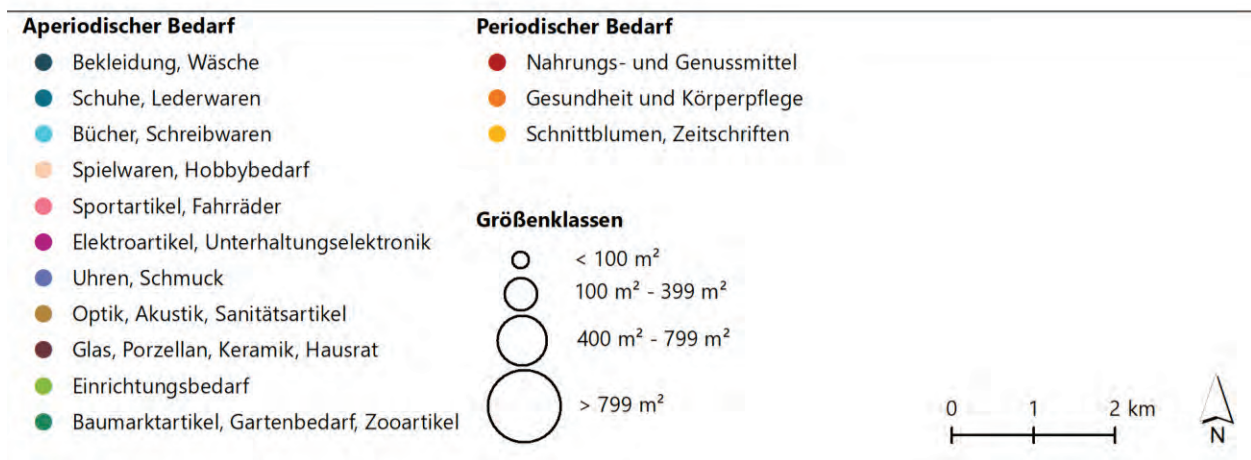 Aperiodischer Bedarf
Bekleidung, Wäsche
Schuhe, Lederwaren
Bücher, Schreibwaren
Spielwaren, Hobbybedarf
Sportartikel, Fahrräder
Elektroartikel, Unterhaltungselektronik
Uhren, Schmuck
Optik, Akustik, Sanitätsartikel
Glas, Porzellan, Keramik, Hausrat
Einrichtungsbedarf
Baumarktartikel, Gartenbedarf, Zooartikel
Periodischer Bedarf
Nahrungs- und Genussmittel
Gesundheit und Körperpflege
Schnittblumen, Zeitschriften
Größenklassen
< 100 m²
100 m² - 399 m²
400 m² - 799 m²
> 799 m²
0 1 2 km
N